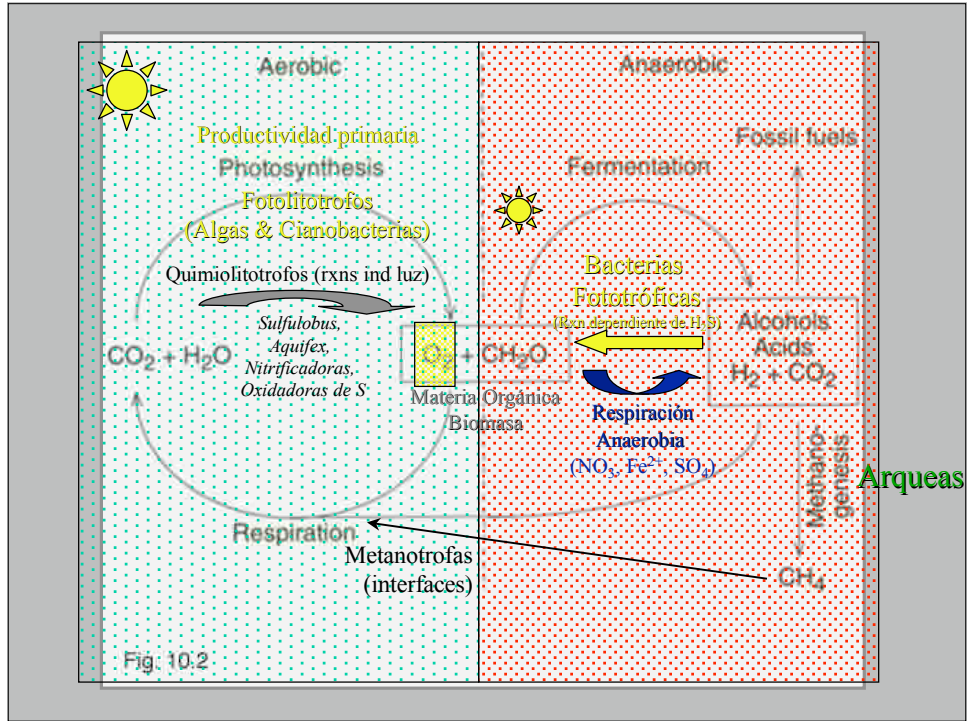 Aerobic
Anaerobic
Productividad primaria
Photosynthesis
Fotolitotrofos
(Algas & Cianobacterias)
Quimiolitotrofos (rxns ind luz)
Sulfulobus,
Aquifex,
Nitrificadoras,
Oxidadoras de S
CO2 + H2O
O2 + CH2O
Materia Orgánica
Biomasa
Respiration
Metanotrofas
(interfaces)
Fig. 10.2
Fermentation
Fossil fuels
Bacterias
Fototróficas
(Rxn dependiente de H2S)
Alcohols
Acids
H2 + CO2
Respiración
Anaerobia
(NO3, Fe2+, SO4)
Methano-
genesis
Arqueas
CH4